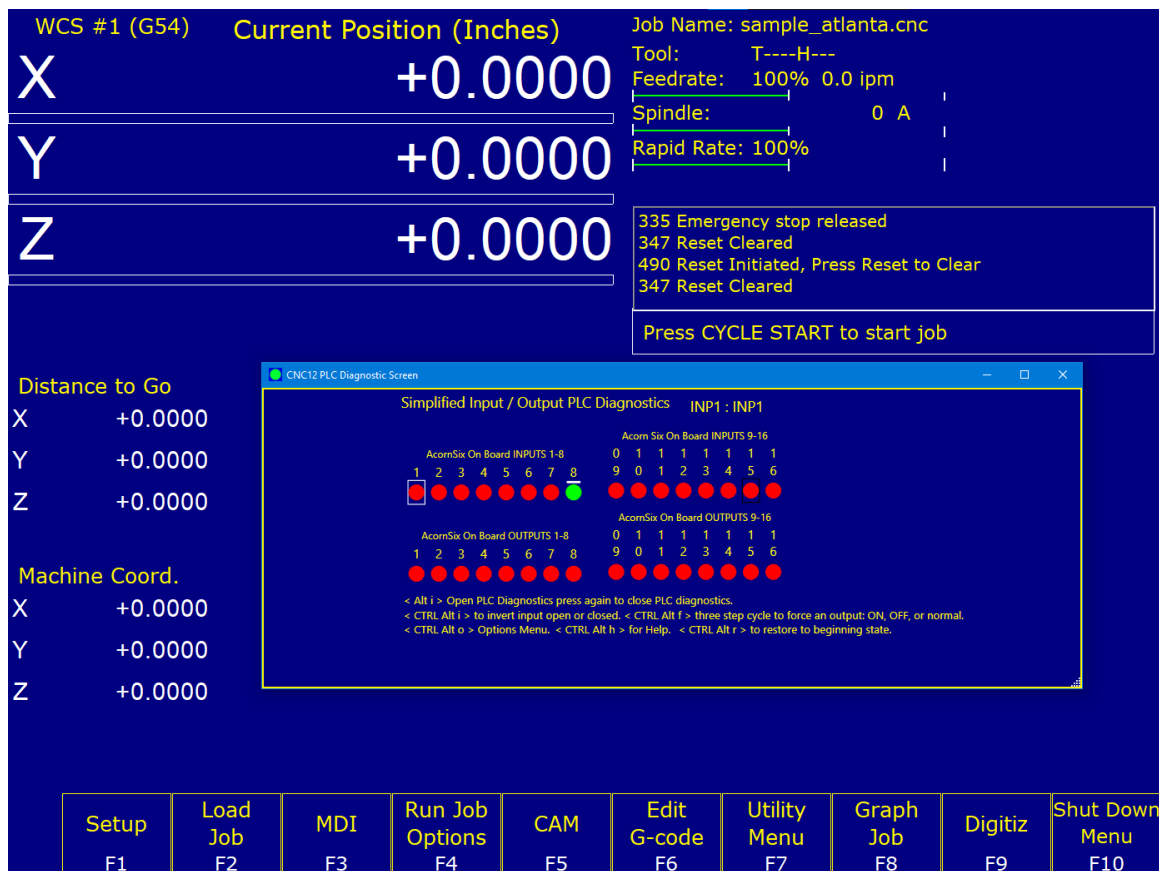 WCS #1 (G54) Current Position (Inches)
X +0.0000
Y +0.0000
Z +0.0000
Job Name: sample_atlanta.cnc
Tool: T----H---
Feedrate: 100% 0.0 ipm
Spindle: 0 A
Rapid Rate: 100%
335 Emergency stop released
347 Reset Cleared
490 Reset Initiated, Press Reset to Clear
347 Reset Cleared
Press CYCLE START to start job
Distance to Go
X +0.0000
Y +0.0000
Z +0.0000
Machine Coord.
X +0.0000
Y +0.0000
Z +0.0000
CNC12 PLC Diagnostic Screen
Simplified Input / Output PLC Diagnostics INP1 : INP1
AcornSix On Board INPUTS 1-8
1 2 3 4 5 6 7 8
Acorn Six On Board INPUTS 9-16
0 1 1 1 1 1 1 1
9 0 1 2 3 4 5 6
AcornSix On Board OUTPUTS 1-8
1 2 3 4 5 6 7 8
AcornSix On Board OUTPUTS 9-16
0 1 1 1 1 1 1 1
9 0 1 2 3 4 5 6
< Alt i > Open PLC Diagnostics press again to close PLC diagnostics.
< CTRL Alt i > to invert input open or closed. < CTRL Alt f > three step cycle to force an output: ON, OFF, or normal.
< CTRL Alt o > Options Menu. < CTRL Alt h > for Help. < CTRL Alt r > to restore to beginning state.
Setup
F1
Load
Job
F2
MDI
F3
Run Job
Options
F4
CAM
F5
Edit
G-code
F6
Utility
Menu
F7
Graph
Job
F8
Digitiz
F9
Shut Down
Menu
F10